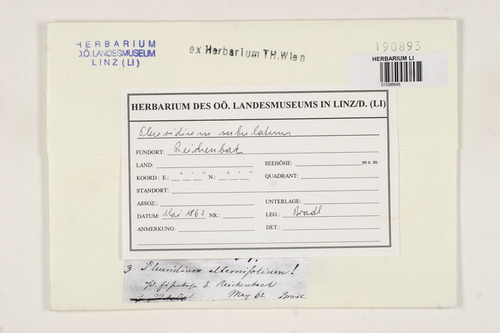 HERBARIUM
OÖ. LANDESMUSEUM
LINZ (LI)
ex Herbarium TH.Wien
190893
HERBARIUM LI
01096846
HERBARIUM DES OÖ. LANDESMUSEUMS IN LINZ/D. (LI)
Pleuridium subulatum
FUNDORT: Reichenbach
LAND: SEEHÖHE: m s. m.
KOORD.: E.: N.: QUADRANT:
STANDORT:
ASSOZ.: UNTERLAGE:
DATUM: Mai 1862 NR.: LEG.: Bradl
ANMERKUNG: DET.:
3 Pleuridium alternifolium!
b. Reichenbach
May 62